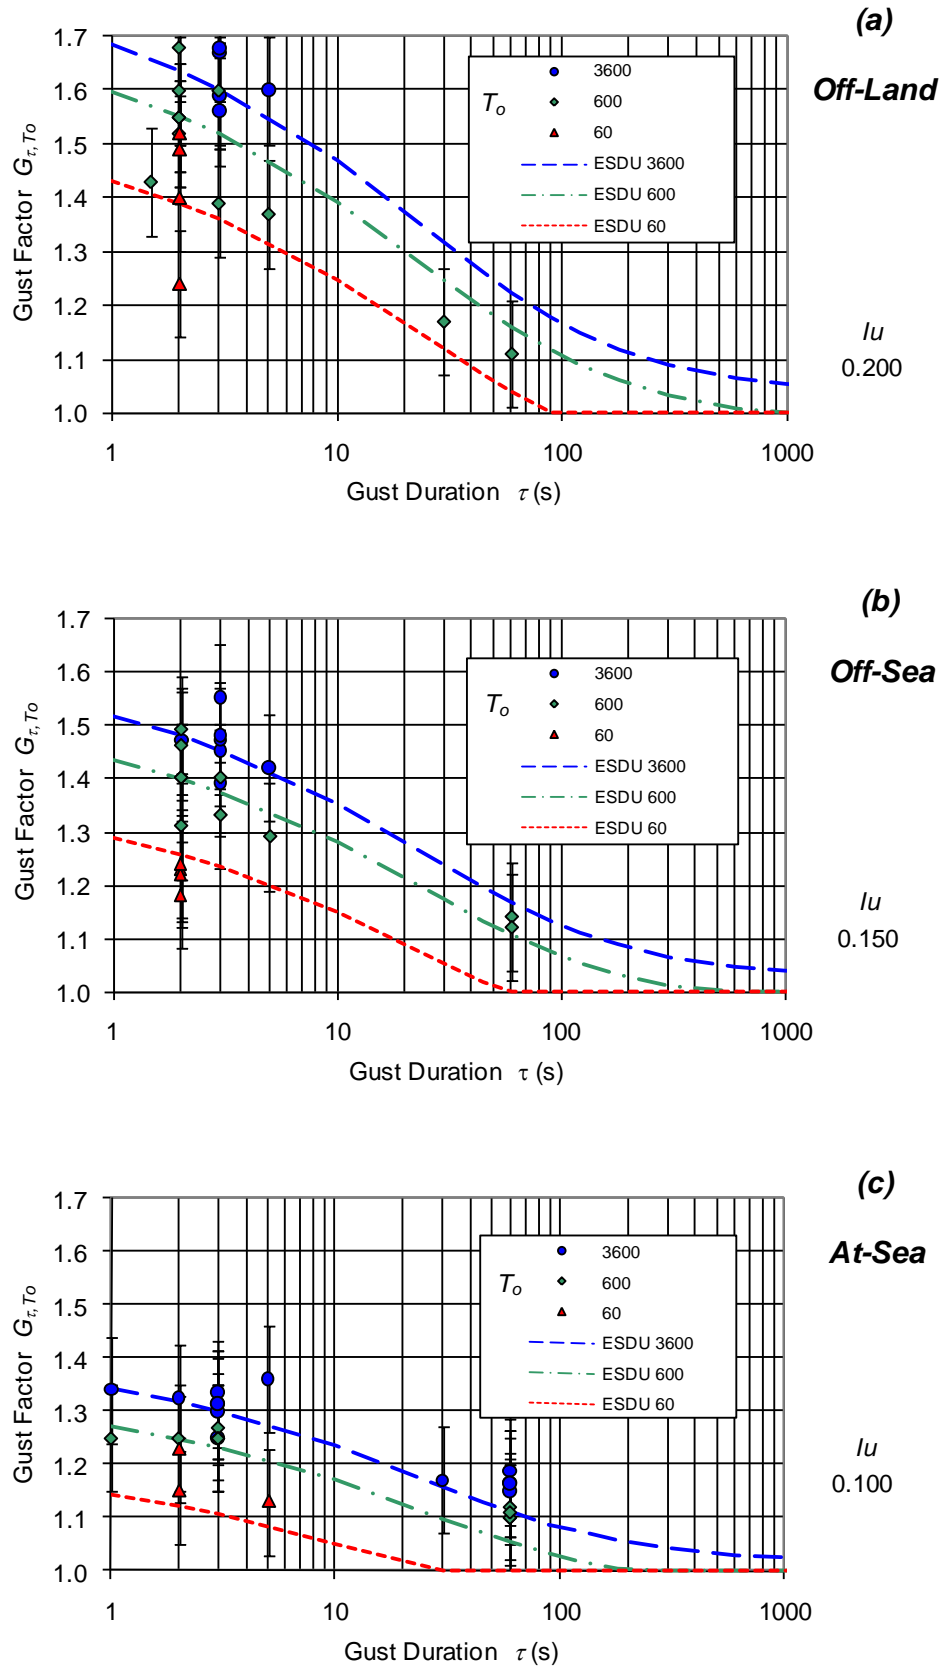 (a)
Off-Land
1.7
1.6
1.5
1.4
1.3
1.2
1.1
1.0
Gust Factor G τ,To
To
3600
600
60
ESDU 3600
ESDU 600
ESDU 60
Iu
0.200
1 10 100 1000
Gust Duration τ (s)
(b)
Off-Sea
1.7
1.6
1.5
1.4
1.3
1.2
1.1
1.0
Gust Factor G τ,To
To
3600
600
60
ESDU 3600
ESDU 600
ESDU 60
Iu
0.150
1 10 100 1000
Gust Duration τ (s)
(c)
At-Sea
1.7
1.6
1.5
1.4
1.3
1.2
1.1
1.0
Gust Factor G τ,To
To
3600
600
60
ESDU 3600
ESDU 600
ESDU 60
Iu
0.100
1 10 100 1000
Gust Duration τ (s)